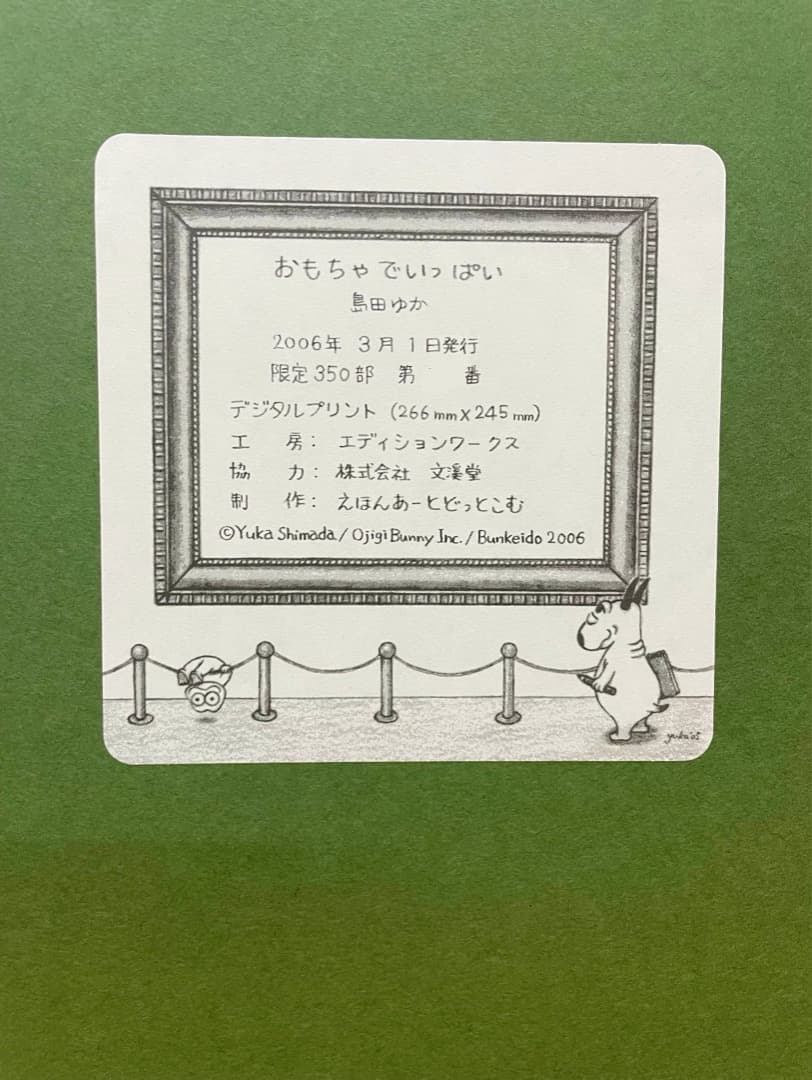 おもちゃでいっぱい
島田ゆか
2006年 3月1日発行
限定350部 第 番
デジタルプリント (266mm×245mm)
工 房: エディションワークス
協 力: 株式会社 文溪堂
制 作: えほんあーとどっとこむ
©Yuka Shimada/Ojigi Bunny Inc./Bunkeido 2006
yuka'05